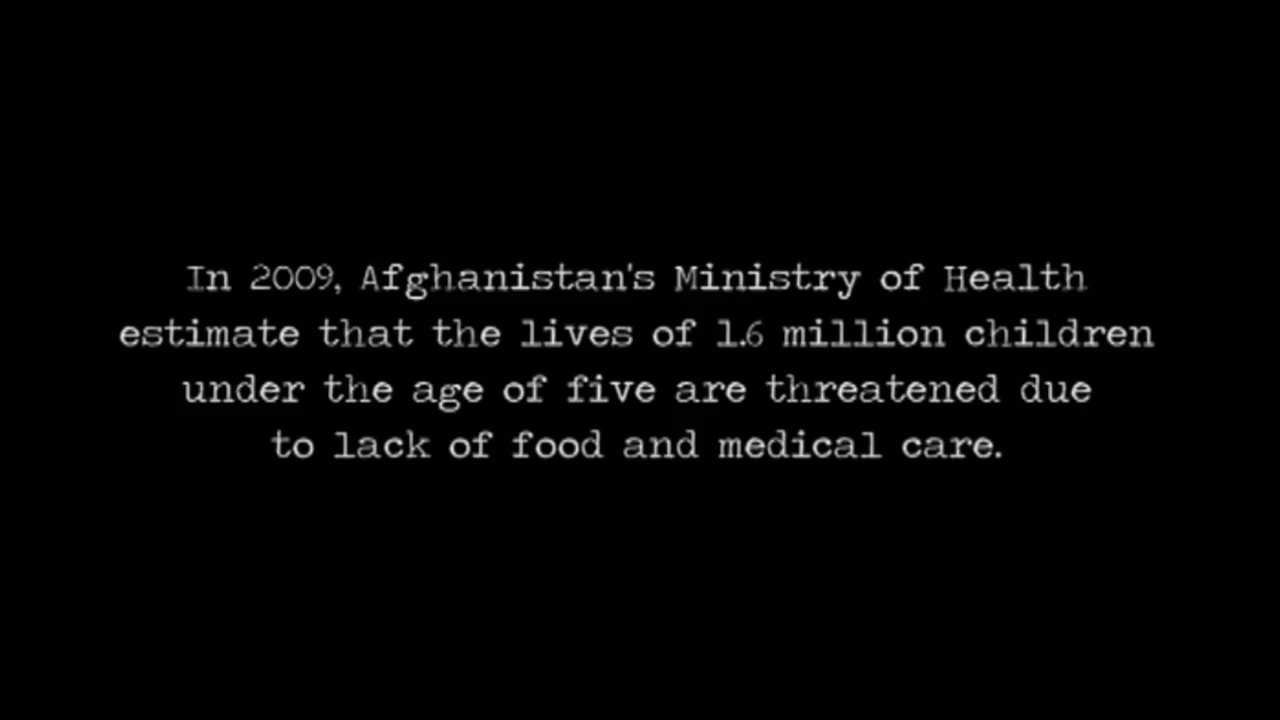 In 2009, Afghanistan's Ministry of Health
estimate that the lives of 1.6 million children
under the age of five are threatened due
to lack of food and medical care.